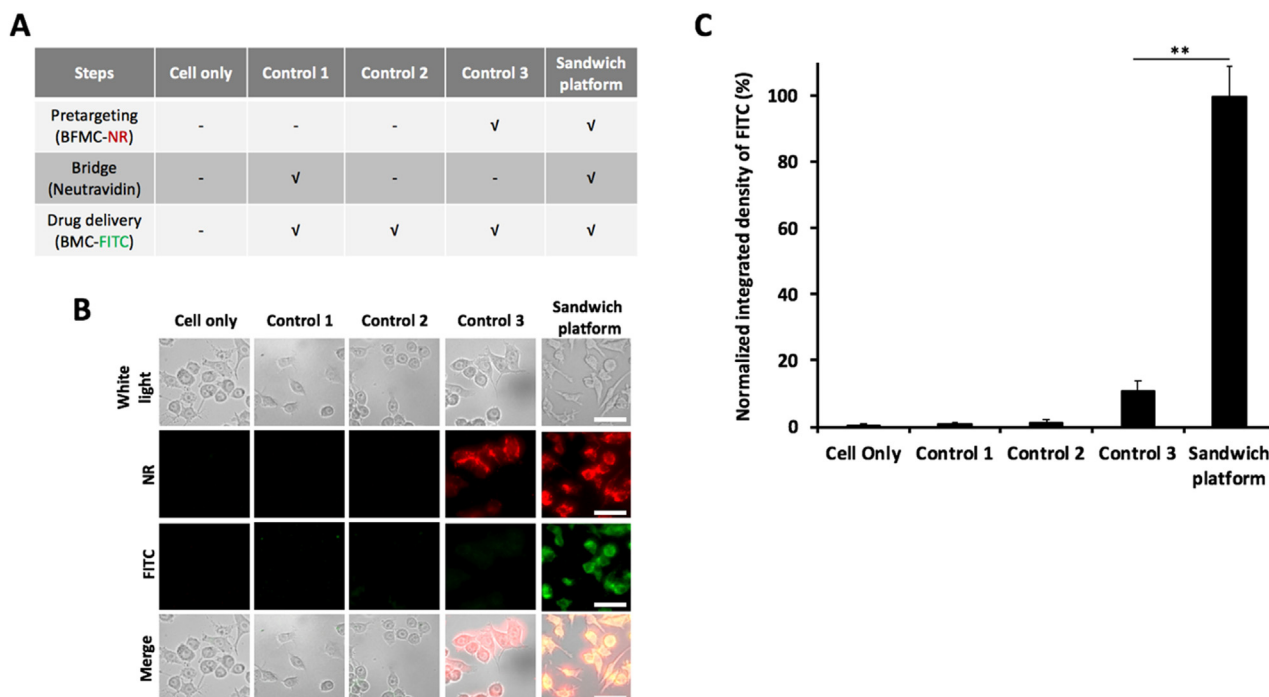 A
Steps Cell only Control 1 Control 2 Control 3 Sandwich platform
Pretargeting (BFMC-NR) - - - √ √
Bridge (Neutravidin) - √ - - √
Drug delivery (BMC-FITC) - √ √ √ √
B
Cell only Control 1 Control 2 Control 3 Sandwich platform
White light
NR
FITC
Merge
C
Normalized integrated density of FITC (%)
**
100
80
60
40
20
0
Cell Only Control 1 Control 2 Control 3 Sandwich platform